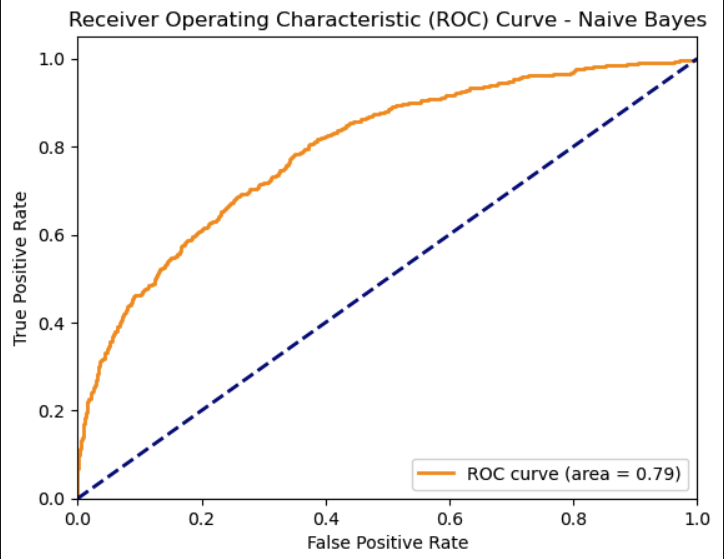 Receiver Operating Characteristic (ROC) Curve - Naive Bayes
1.0
0.8
0.6
0.4
0.2
0.0
True Positive Rate
ROC curve (area = 0.79)
0.0 0.2 0.4 0.6 0.8 1.0
False Positive Rate